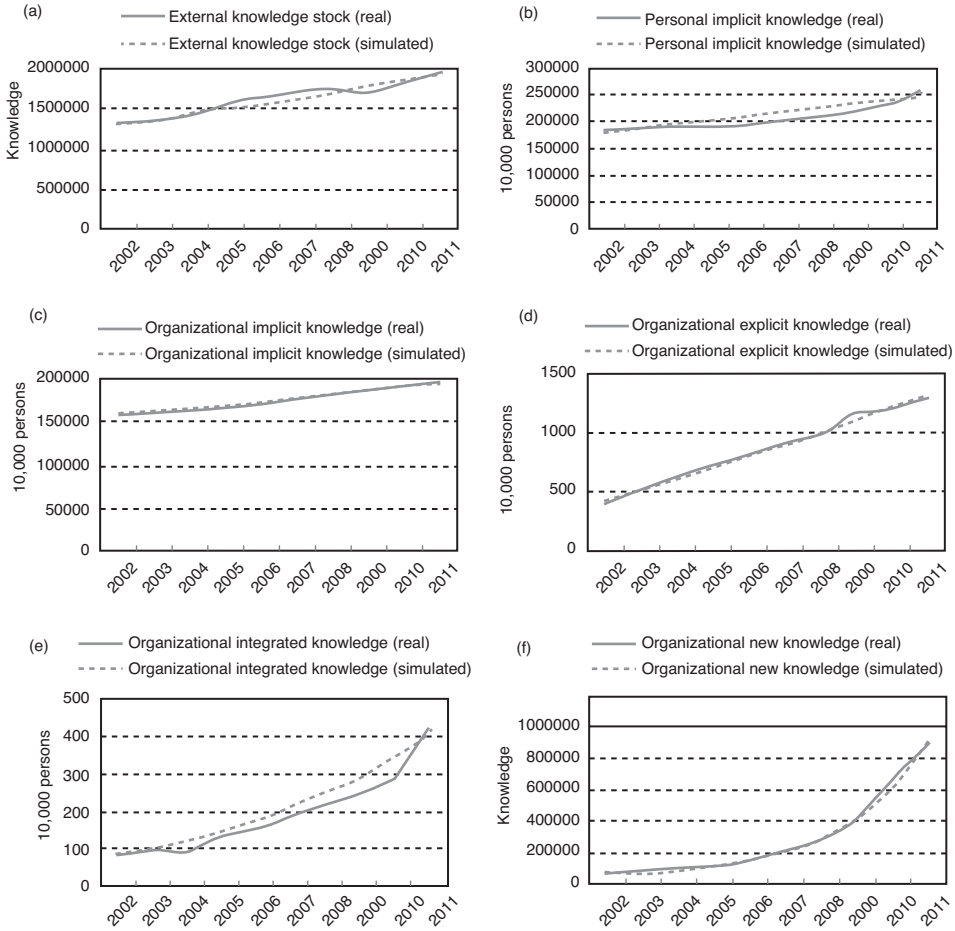 (a)
External knowledge stock (real)
External knowledge stock (simulated)
Knowledge
2000000
1500000
1000000
500000
0
2002 2003 2004 2005 2006 2007 2008 2000 2010 2011
(b)
Personal implicit knowledge (real)
Personal implicit knowledge (simulated)
10,000 persons
300000
250000
200000
150000
100000
50000
0
2002 2003 2004 2005 2006 2007 2008 2000 2010 2011
(c)
Organizational implicit knowledge (real)
Organizational implicit knowledge (simulated)
10,000 persons
200000
150000
100000
50000
0
2002 2003 2004 2005 2006 2007 2008 2000 2010 2011
(d)
Organizational explicit knowledge (real)
Organizational explicit knowledge (simulated)
10,000 persons
1500
1000
500
0
2002 2003 2004 2005 2006 2007 2008 2000 2010 2011
(e)
Organizational integrated knowledge (real)
Organizational integrated knowledge (simulated)
10,000 persons
500
400
300
200
100
0
2002 2003 2004 2005 2006 2007 2008 2000 2010 2011
(f)
Organizational new knowledge (real)
Organizational new knowledge (simulated)
Knowledge
1000000
800000
600000
400000
200000
0
2002 2003 2004 2005 2006 2007 2008 2000 2010 2011